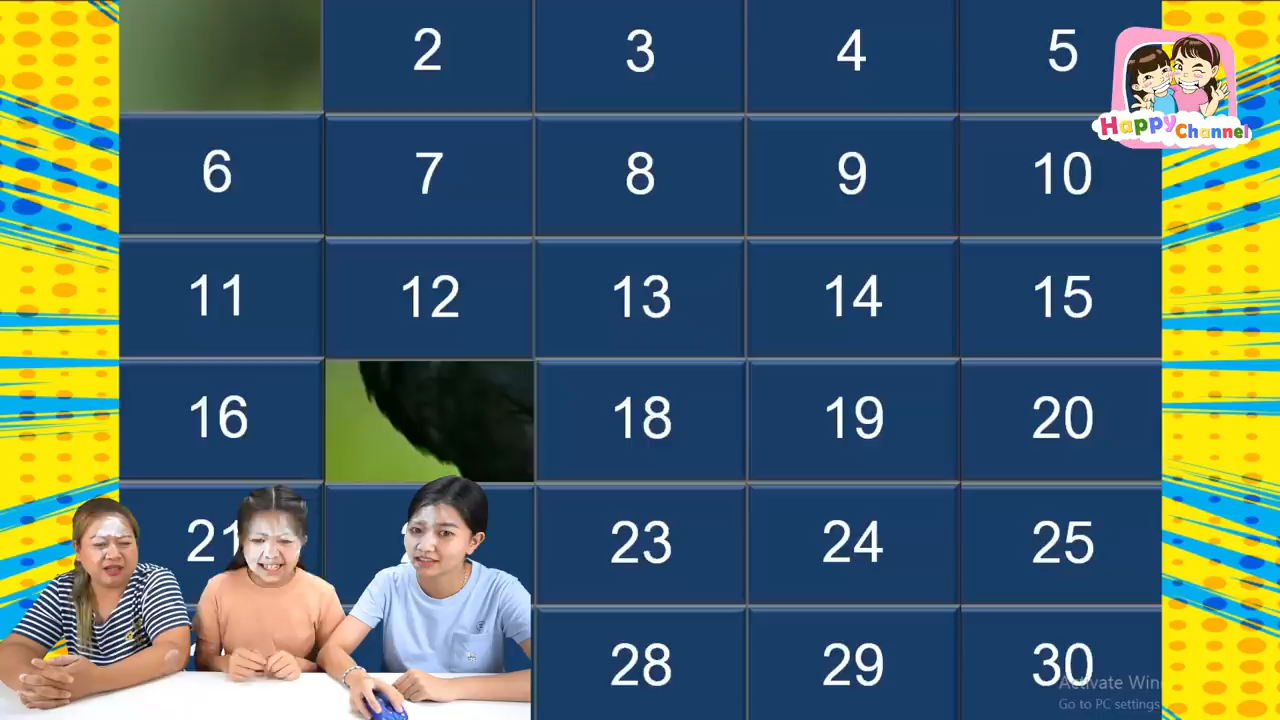 2 3 4 5
Happy Channel
6 7 8 9 10
11 12 13 14 15
16 18 19 20
21 23 24 25
28 29 30
Activate Win
Go to PC settings